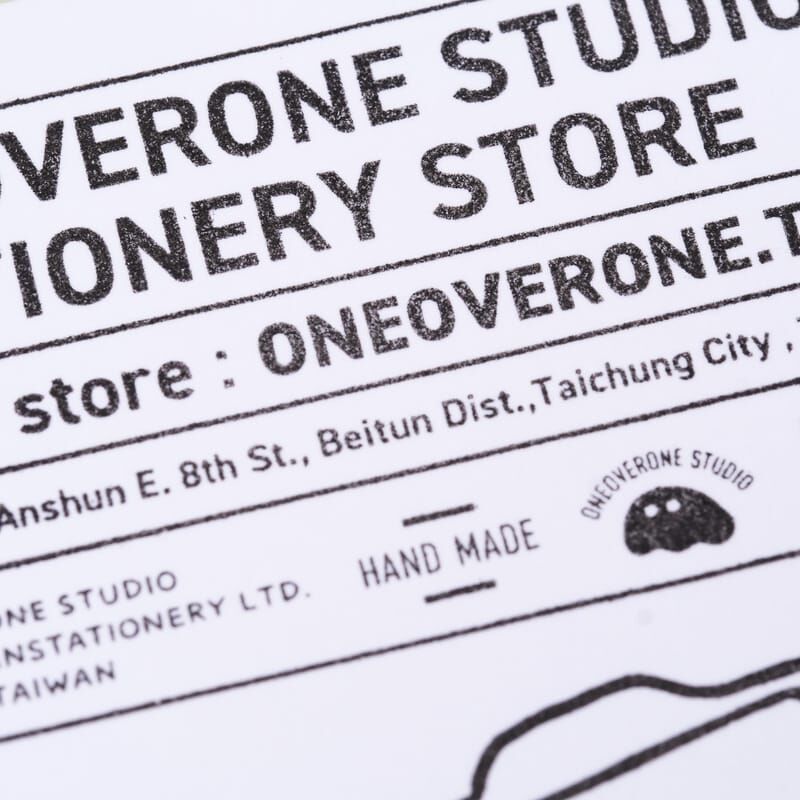 OVERONE STUDIO
TIONERY STORE
store : ONEOVERONE.T
Anshun E. 8th St., Beitun Dist.,Taichung City ,
ONE STUDIO
INSTATIONERY LTD.
TAIWAN
HAND MADE
ONEOVERONE STUDIO